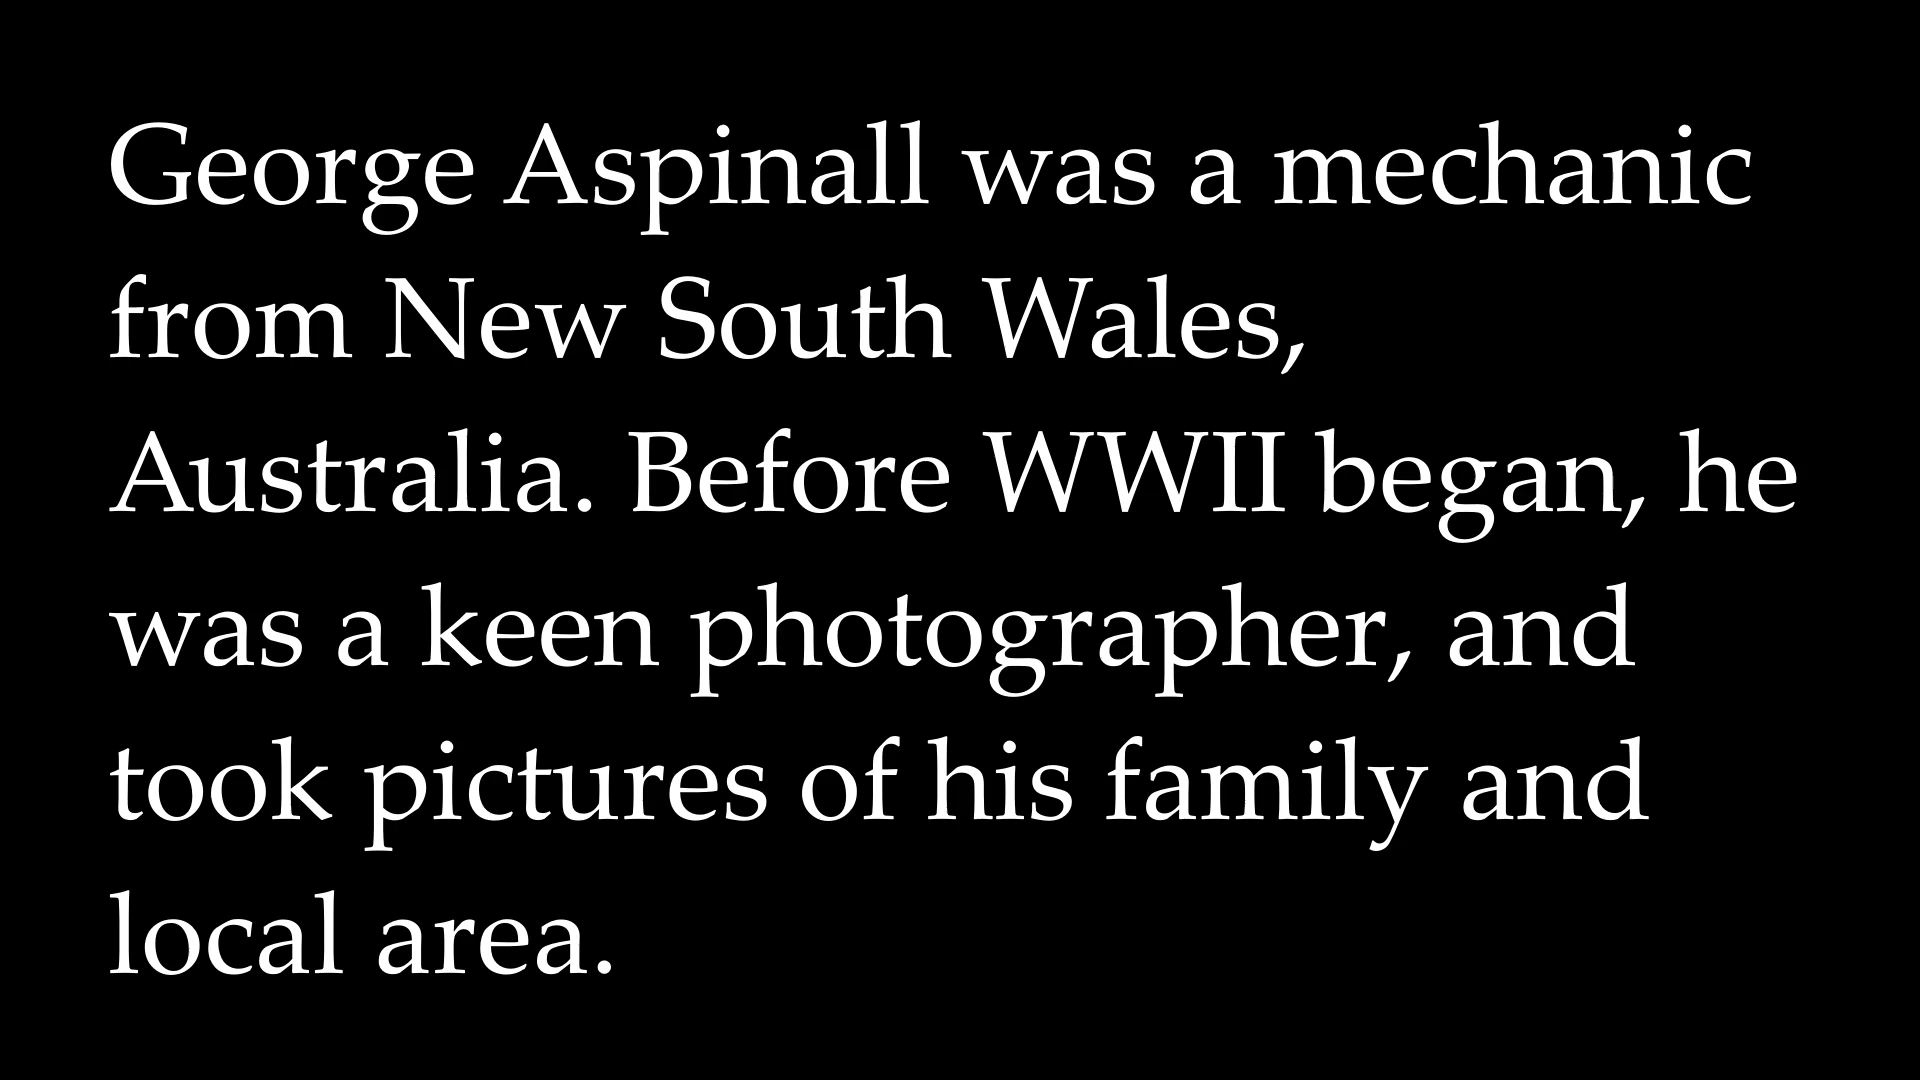 George Aspinall was a mechanic
from New South Wales,
Australia. Before WWII began, he
was a keen photographer, and
took pictures of his family and
local area.